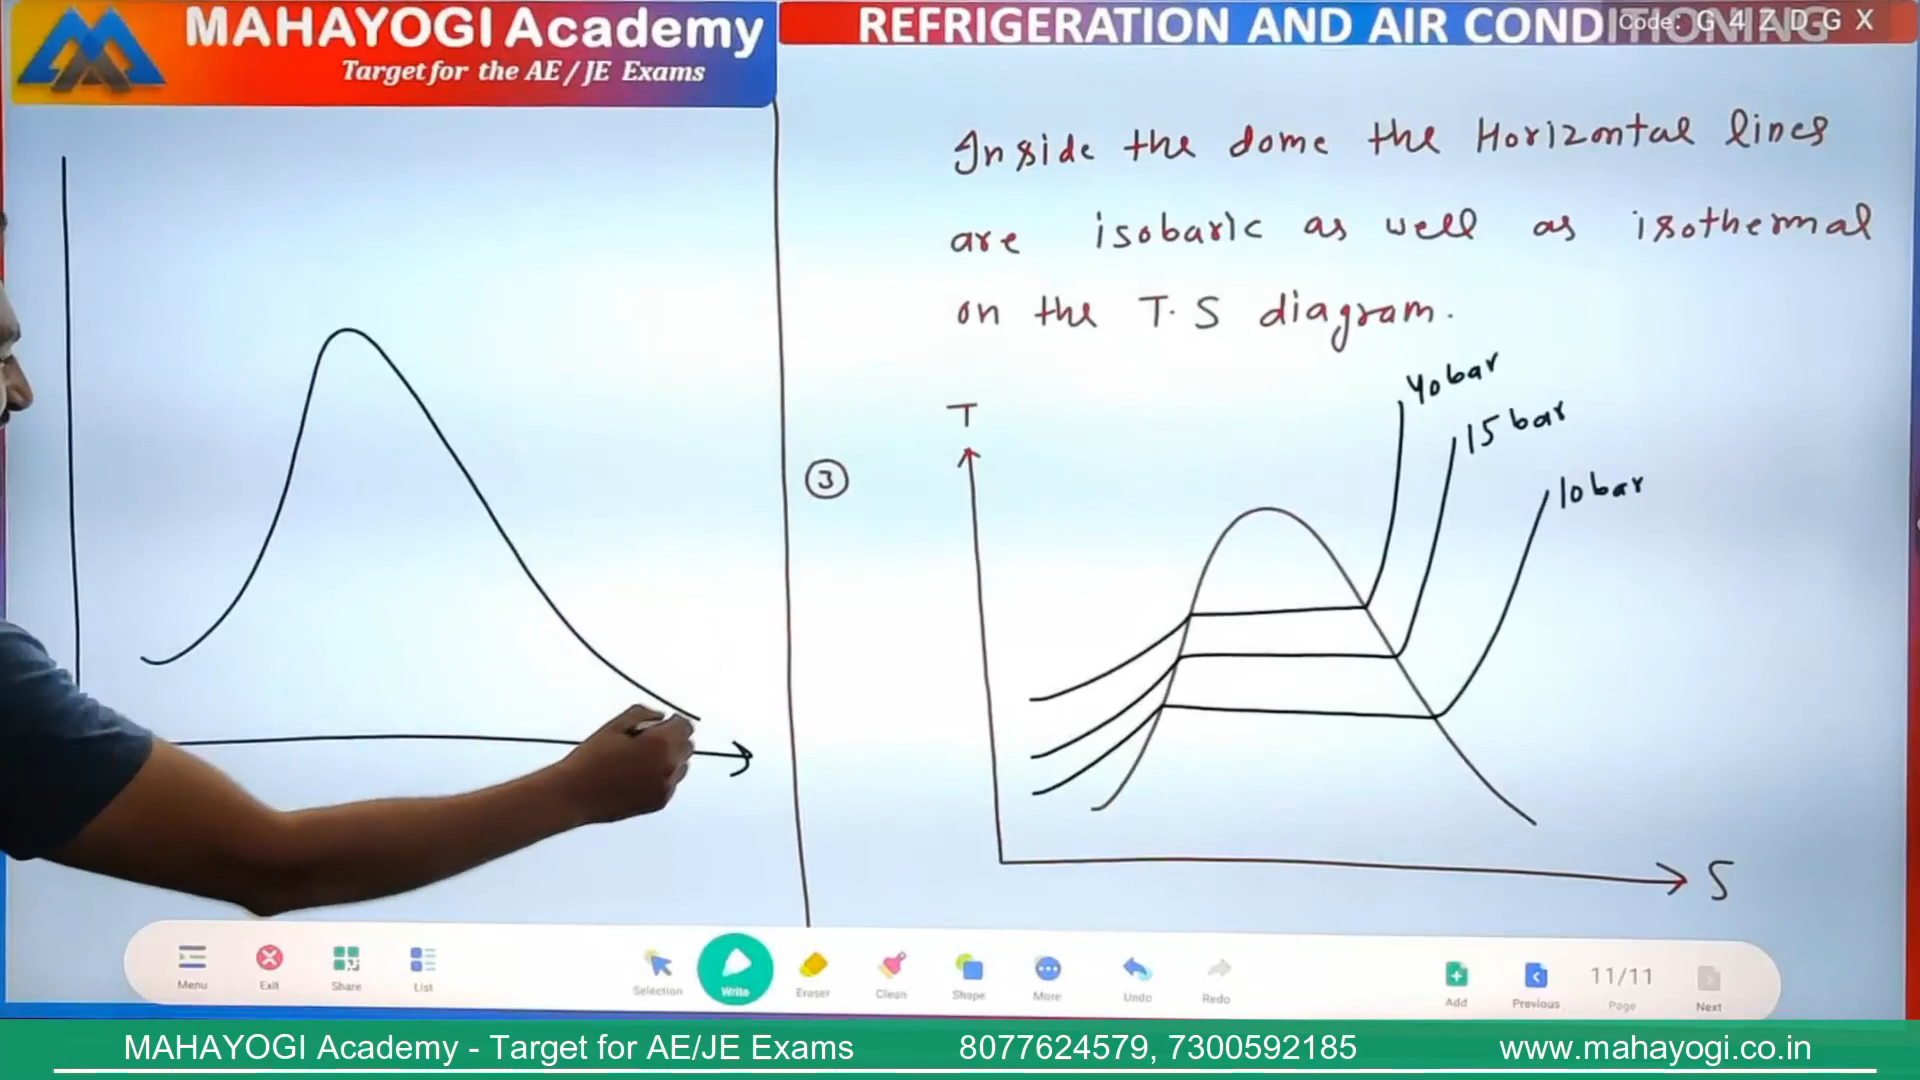 MAHAYOGI Academy
Target for the AE / JE Exams
REFRIGERATION AND AIR CONDITIONING
Code: G 4 Z D G X
Inside the dome the Horizontal lines
are isobaric as well as isothermal
on the T.S diagram.
③
T
40bar
15 bar
10 bar
S
Menu
Exit
Share
List
Selection
Write
Eraser
Clean
Shape
More
Undo
Redo
Add
Previous
11/11
Page
Next
MAHAYOGI Academy - Target for AE/JE Exams 8077624579, 7300592185 www.mahayogi.co.in